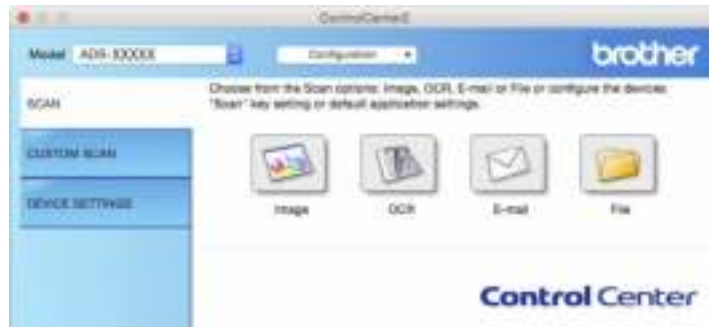 ControlCenter2
Model ADS-XXXXX Configuration brother
SCAN
Choose from the Scan options: Image, OCR, E-mail or File or configure the devices
"Scan" key setting or default application settings.
CUSTOM SCAN
DEVICE SETTINGS
Image OCR E-mail File
Control Center